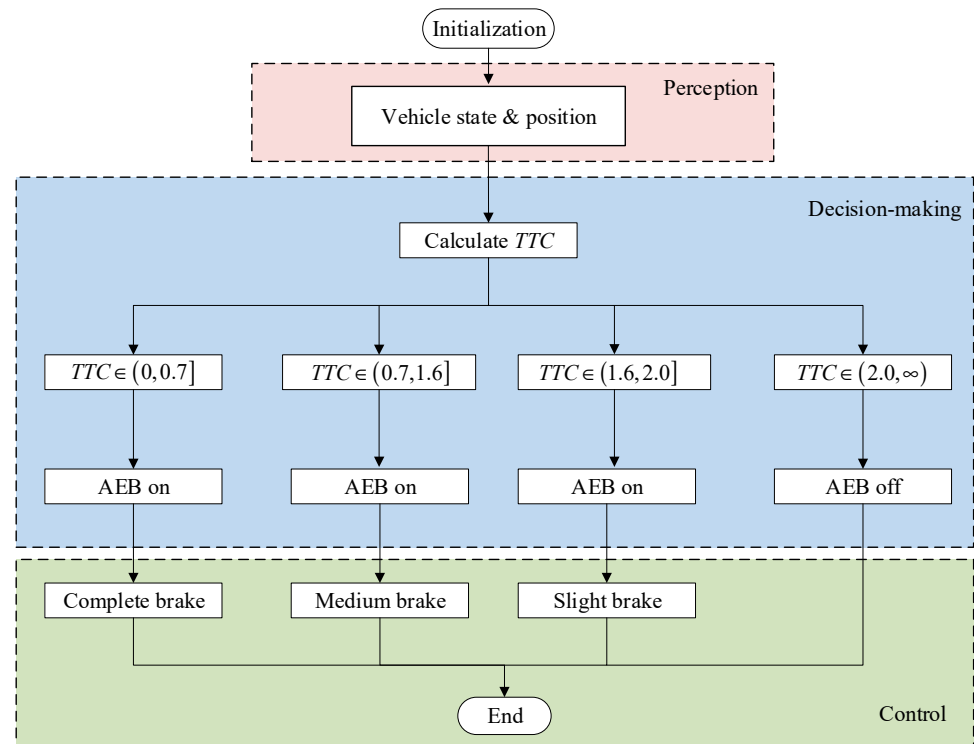 Initialization
Perception
Vehicle state & position
Decision-making
Calculate TTC
TTC ∈ (0, 0.7]
TTC ∈ (0.7, 1.6]
TTC ∈ (1.6, 2.0]
TTC ∈ (2.0, ∞)
AEB on
AEB on
AEB on
AEB off
Complete brake
Medium brake
Slight brake
End
Control